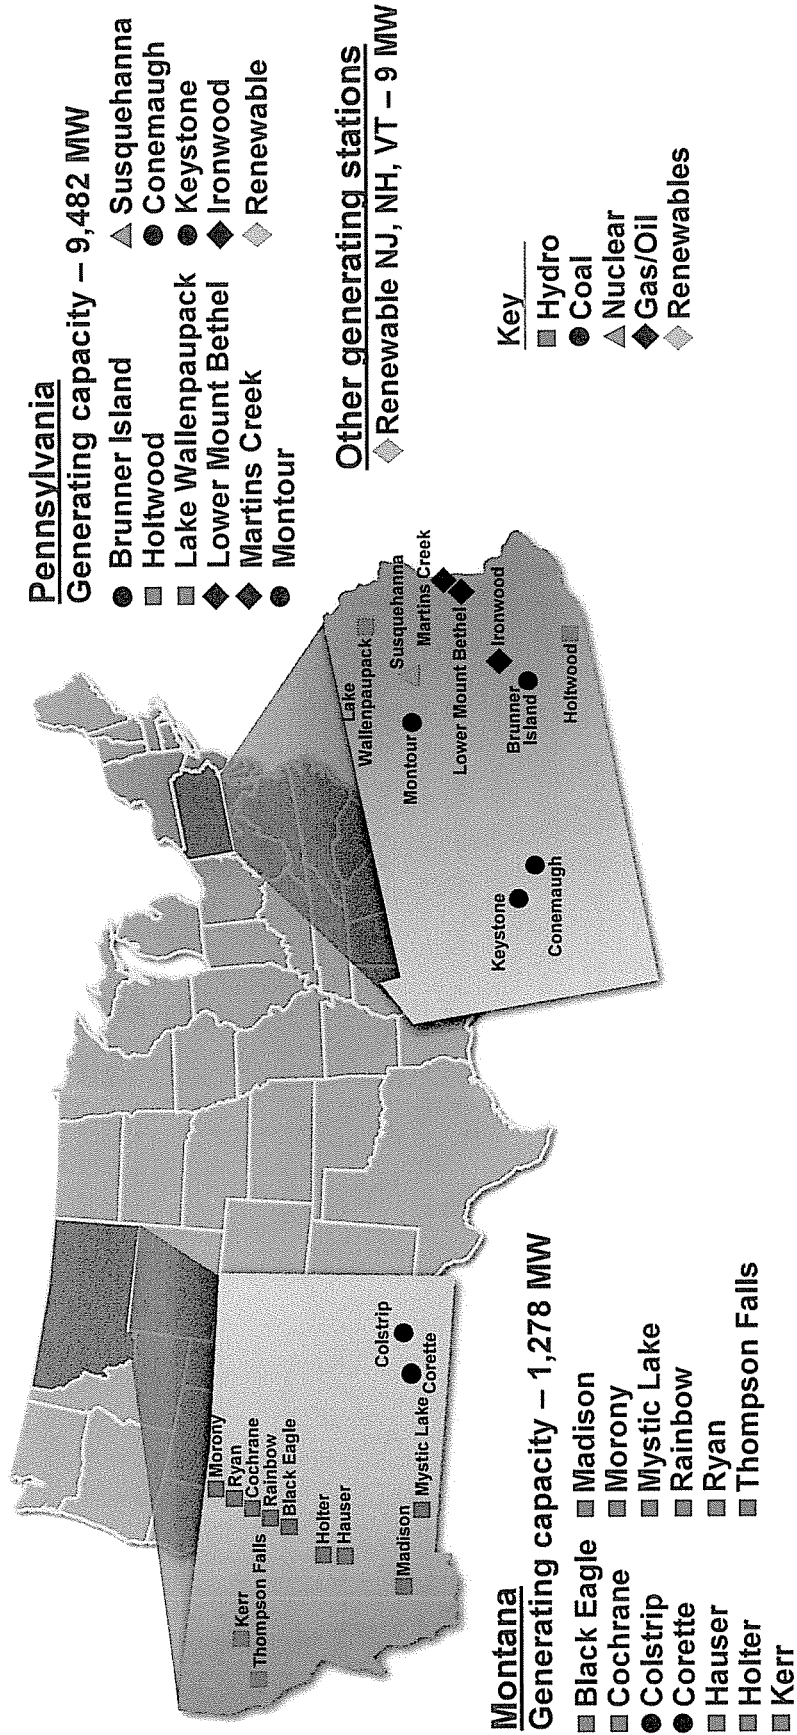 Pennsylvania
Generating capacity – 9,482 MW
Brunner Island
Holtwood
Lake Wallenpaupack
Lower Mount Bethel
Martins Creek
Montour
Susquehanna
Conemaugh
Keystone
Ironwood
Renewable
Other generating stations
Renewable NJ, NH, VT – 9 MW
Key
Hydro
Coal
Nuclear
Gas/Oil
Renewables
Lake
Wallenpaupack
Susquehanna
Martins Creek
Montour
Lower Mount Bethel
Ironwood
Brunner
Island
Holtwood
Keystone
Conemaugh
Morony
Ryan
Cochrane
Rainbow
Black Eagle
Kerr
Thompson Falls
Holter
Hauser
Madison
Mystic Lake
Colstrip
Corette
Montana
Generating capacity – 1,278 MW
Black Eagle
Cochrane
Colstrip
Corette
Hauser
Holter
Kerr
Madison
Morony
Mystic Lake
Rainbow
Ryan
Thompson Falls